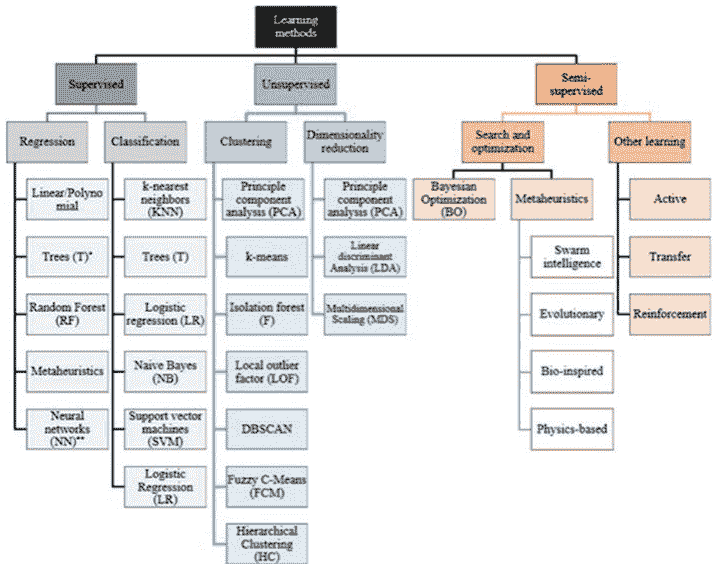 Learning
methods
Supervised
Unsupervised
Semi-
supervised
Regression
Classification
Clustering
Dimensionality
reduction
Search and
optimization
Other learning
Linear/Polyno
mial
Trees (T)*
Random Forest
(RF)
Metaheuristics
Neural
networks
(NN)**
k-nearest
neighbors
(KNN)
Trees (T)
Logistic
regression (LR)
Naive Bayes
(NB)
Support vector
machines
(SVM)
Logistic
Regression
(LR)
Principle
component
analysis (PCA)
k-means
Isolation forest
(F)
Local outlier
factor (LOF)
DBSCAN
Fuzzy C-Means
(FCM)
Hierarchical
Clustering
(HC)
Principle
component
analysis (PCA)
Linear
discriminant
Analysis (LDA)
Multidimensional
Scaling (MDS)
Bayesian
Optimization
(BO)
Metaheuristics
Swarm
intelligence
Evolutionary
Bio-inspired
Physics-based
Active
Transfer
Reinforcement